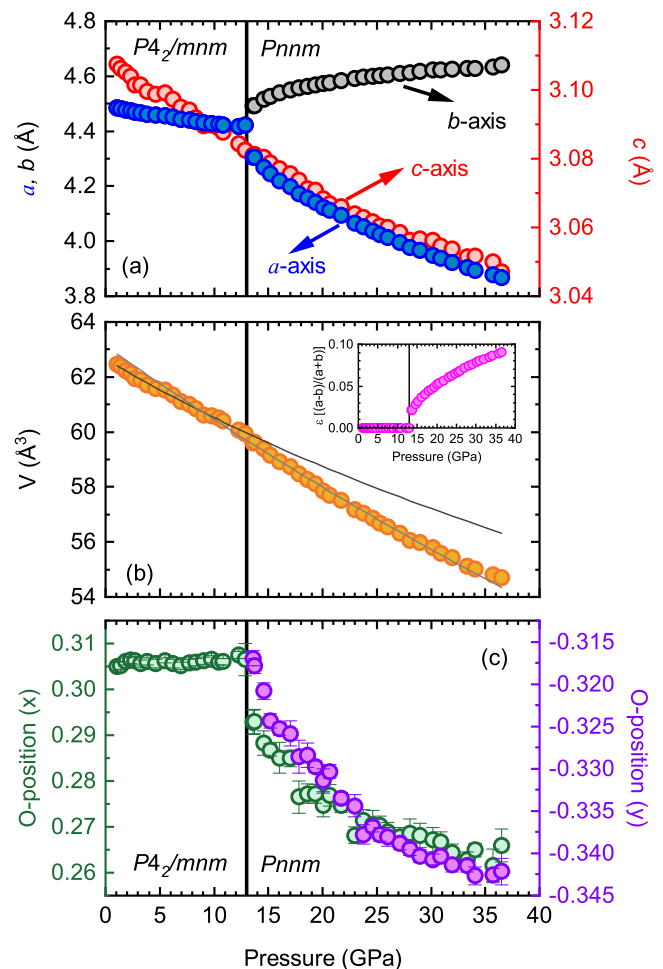 P4₂/mnm
Pnnm
4.8
4.6
4.4
4.2
4.0
3.8
a, b (Å)
3.12
3.10
3.08
3.06
3.04
c (Å)
b-axis
c-axis
a-axis
(a)
64
62
60
58
56
54
V (Å³)
0.10
0.05
0.00
ε [(a-b)/(a+b)]
0 5 10 15 20 25 30 35 40
Pressure (GPa)
(b)
0.31
0.30
0.29
0.28
0.27
0.26
O-position (x)
-0.315
-0.320
-0.325
-0.330
-0.335
-0.340
-0.345
O-position (y)
(c)
P4₂/mnm
Pnnm
0 5 10 15 20 25 30 35 40
Pressure (GPa)